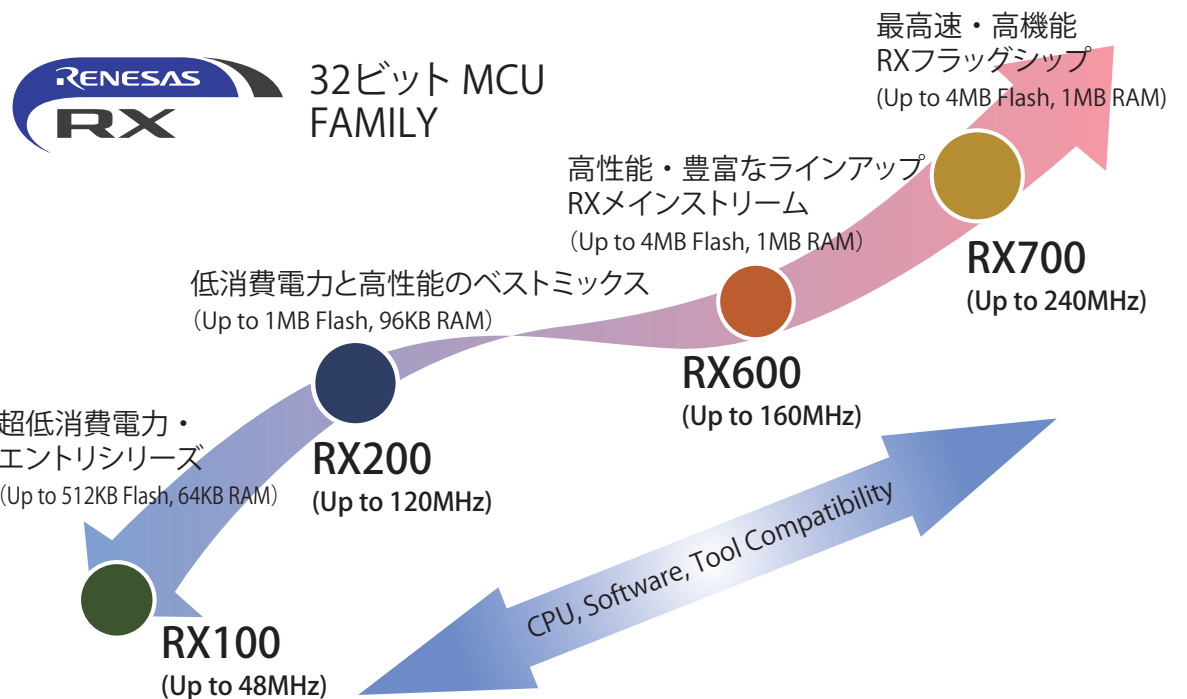 RENESAS
RX
32ビット MCU
FAMILY
最高速・高機能
RXフラッグシップ
(Up to 4MB Flash, 1MB RAM)
高性能・豊富なラインアップ
RXメインストリーム
（Up to 4MB Flash, 1MB RAM）
RX700
(Up to 240MHz)
低消費電力と高性能のベストミックス
（Up to 1MB Flash, 96KB RAM）
RX600
(Up to 160MHz)
超低消費電力・
エントリシリーズ
（Up to 512KB Flash, 64KB RAM）
RX200
(Up to 120MHz)
CPU, Software, Tool Compatibility
RX100
(Up to 48MHz)